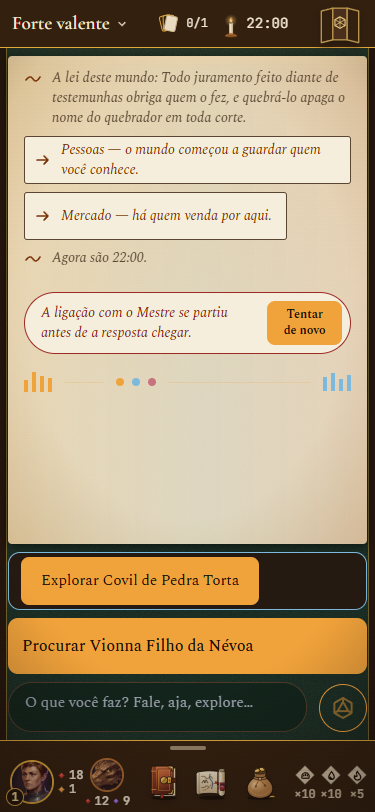 Forte valente
0/1
22:00
A lei deste mundo: Todo juramento feito diante de
testemunhas obriga quem o fez, e quebrá-lo apaga o
nome do quebrador em toda corte.
Pessoas — o mundo começou a guardar quem
você conhece.
Mercado — há quem venda por aqui.
Agora são 22:00.
A ligação com o Mestre se partiu
antes de a resposta chegar.
Tentar
de novo
Explorar Covil de Pedra Torta
Procurar Vionna Filho da Névoa
O que você faz? Fale, aja, explore...
1
18
1
12
9
×10 ×10 ×5